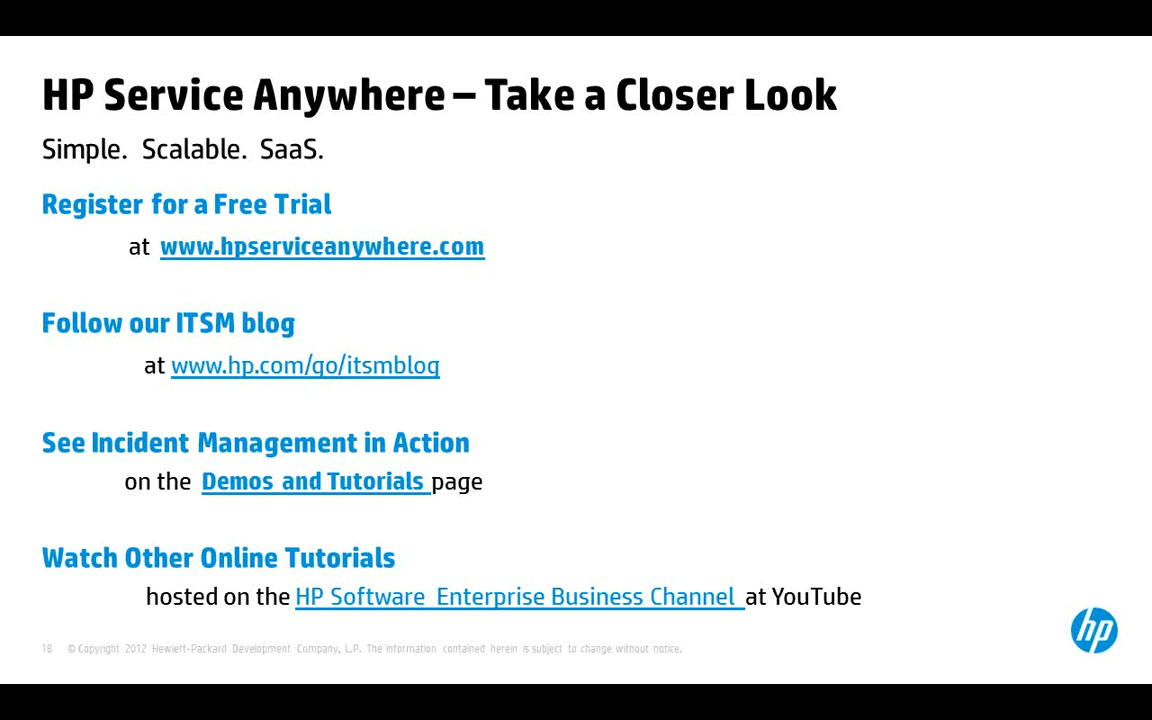 HP Service Anywhere – Take a Closer Look
Simple. Scalable. SaaS.
Register for a Free Trial
at www.hpserviceanywhere.com
Follow our ITSM blog
at www.hp.com/go/itsmblog
See Incident Management in Action
on the Demos and Tutorials page
Watch Other Online Tutorials
hosted on the HP Software Enterprise Business Channel at YouTube
18 © Copyright 2012 Hewlett-Packard Development Company, L.P. The information contained herein is subject to change without notice.
hp